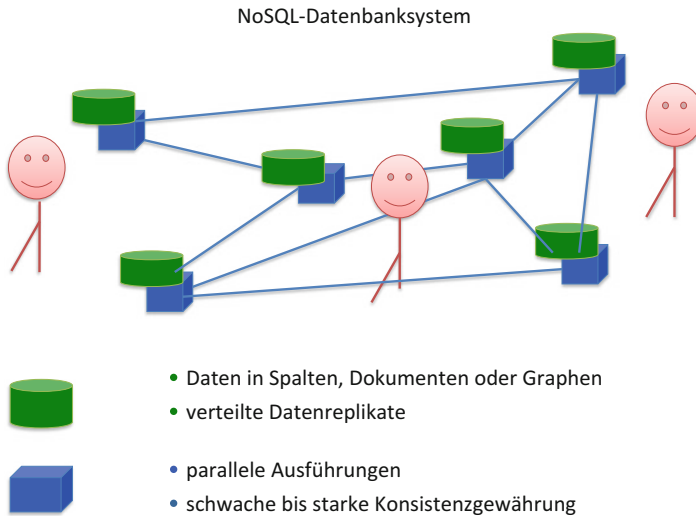 NoSQL-Datenbanksystem
• Daten in Spalten, Dokumenten oder Graphen
• verteilte Datenreplikate
• parallele Ausführungen
• schwache bis starke Konsistenzgewährung